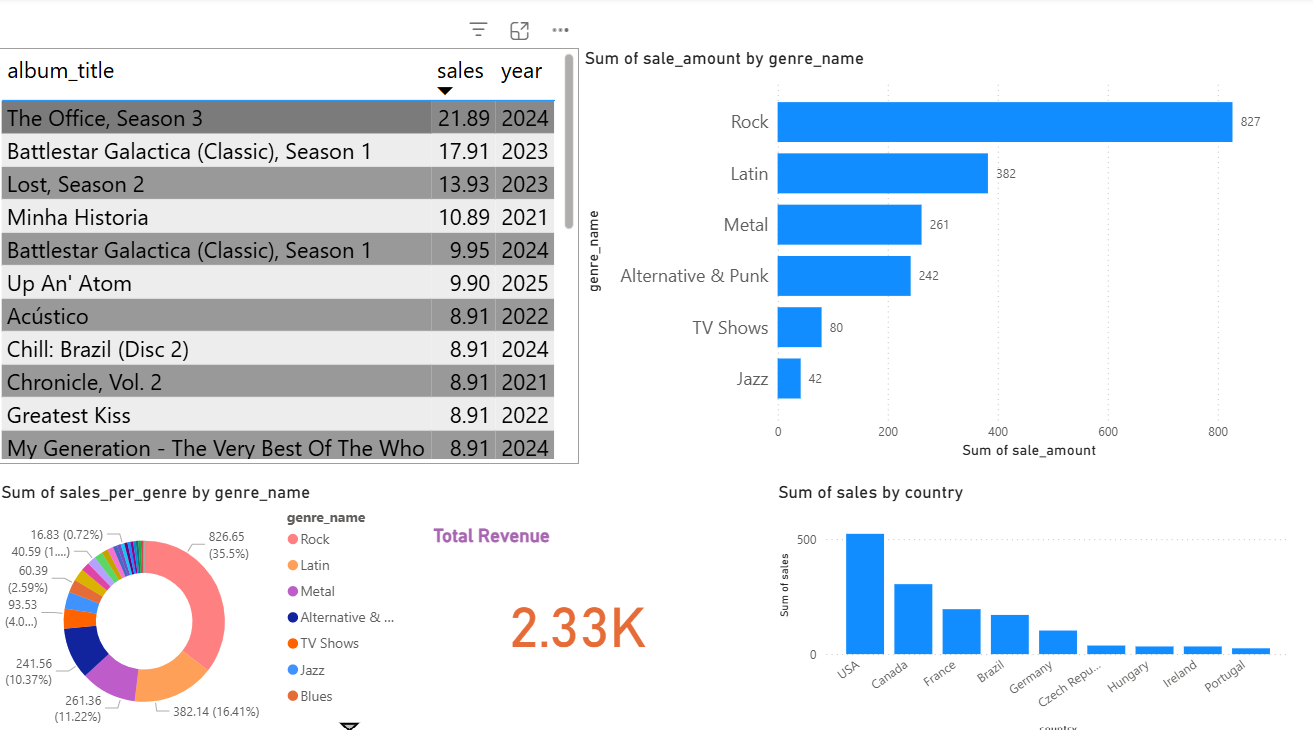 album_title sales year
The Office, Season 3 21.89 2024
Battlestar Galactica (Classic), Season 1 17.91 2023
Lost, Season 2 13.93 2023
Minha Historia 10.89 2021
Battlestar Galactica (Classic), Season 1 9.95 2024
Up An' Atom 9.90 2025
Acústico 8.91 2022
Chill: Brazil (Disc 2) 8.91 2024
Chronicle, Vol. 2 8.91 2021
Greatest Kiss 8.91 2022
My Generation - The Very Best Of The Who 8.91 2024
Sum of sale_amount by genre_name
genre_name
Rock 827
Latin 382
Metal 261
Alternative & Punk 242
TV Shows 80
Jazz 42
0 200 400 600 800
Sum of sale_amount
Sum of sales_per_genre by genre_name
16.83 (0.72%)
40.59 (1....)
60.39
(2.59%)
93.53
(4.0...)
241.56
(10.37%)
261.36
(11.22%)
382.14 (16.41%)
826.65
(35.5%)
genre_name
Rock
Latin
Metal
Alternative & ...
TV Shows
Jazz
Blues
Total Revenue
2.33K
Sum of sales by country
Sum of sales
500
0
USA
Canada
France
Brazil
Germany
Czech Repu...
Hungary
Ireland
Portugal
country